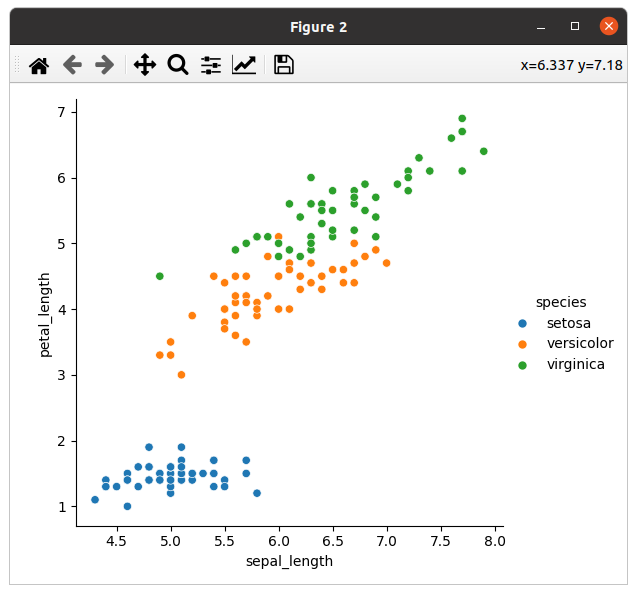 Figure 2
x=6.337 y=7.18
7
6
5
4
3
2
1
petal_length
4.5 5.0 5.5 6.0 6.5 7.0 7.5 8.0
sepal_length
species
setosa
versicolor
virginica